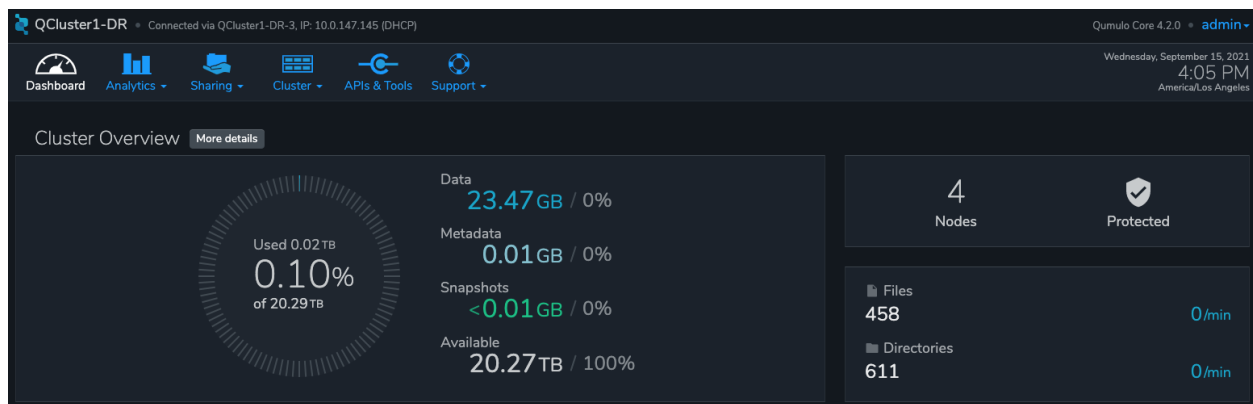 QCluster1-DR • Connected via QCluster1-DR-3, IP: 10.0.147.145 (DHCP)
Qumulo Core 4.2.0 • admin
Dashboard Analytics Sharing Cluster APIs & Tools Support
Wednesday, September 15, 2021
4:05 PM
America/Los Angeles
Cluster Overview More details
Used 0.02 TB
0.10%
of 20.29 TB
Data
23.47 GB / 0%
Metadata
0.01 GB / 0%
Snapshots
<0.01 GB / 0%
Available
20.27 TB / 100%
4
Nodes
Protected
Files
458 0/min
Directories
611 0/min